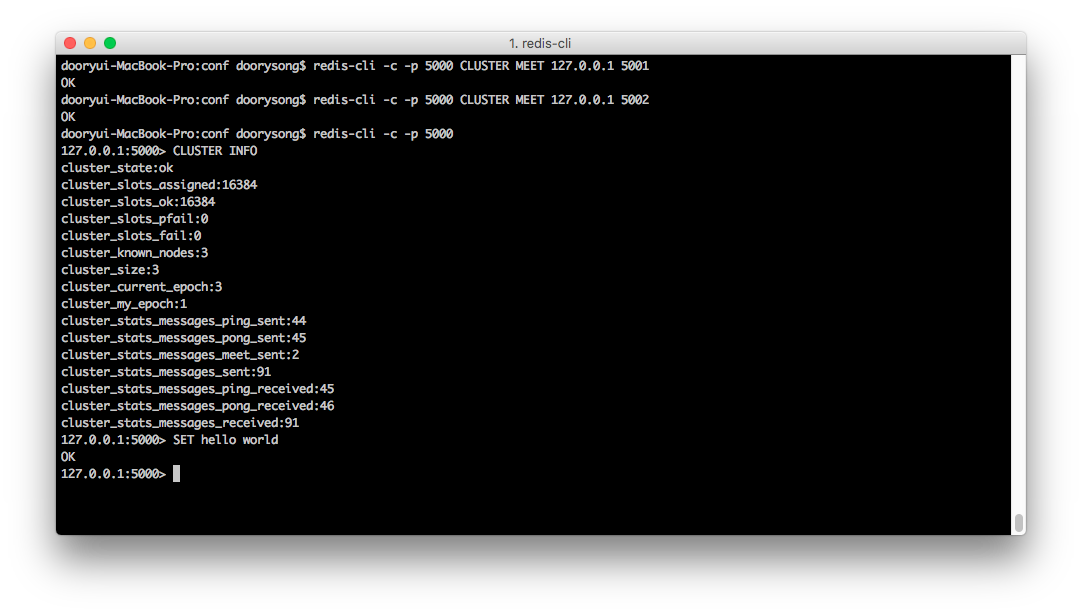 1. redis-cli
dooryui-MacBook-Pro:conf doorysong$ redis-cli -c -p 5000 CLUSTER MEET 127.0.0.1 5001
OK
dooryui-MacBook-Pro:conf doorysong$ redis-cli -c -p 5000 CLUSTER MEET 127.0.0.1 5002
OK
dooryui-MacBook-Pro:conf doorysong$ redis-cli -c -p 5000
127.0.0.1:5000> CLUSTER INFO
cluster_state:ok
cluster_slots_assigned:16384
cluster_slots_ok:16384
cluster_slots_pfail:0
cluster_slots_fail:0
cluster_known_nodes:3
cluster_size:3
cluster_current_epoch:3
cluster_my_epoch:1
cluster_stats_messages_ping_sent:44
cluster_stats_messages_pong_sent:45
cluster_stats_messages_meet_sent:2
cluster_stats_messages_sent:91
cluster_stats_messages_ping_received:45
cluster_stats_messages_pong_received:46
cluster_stats_messages_received:91
127.0.0.1:5000> SET hello world
OK
127.0.0.1:5000>